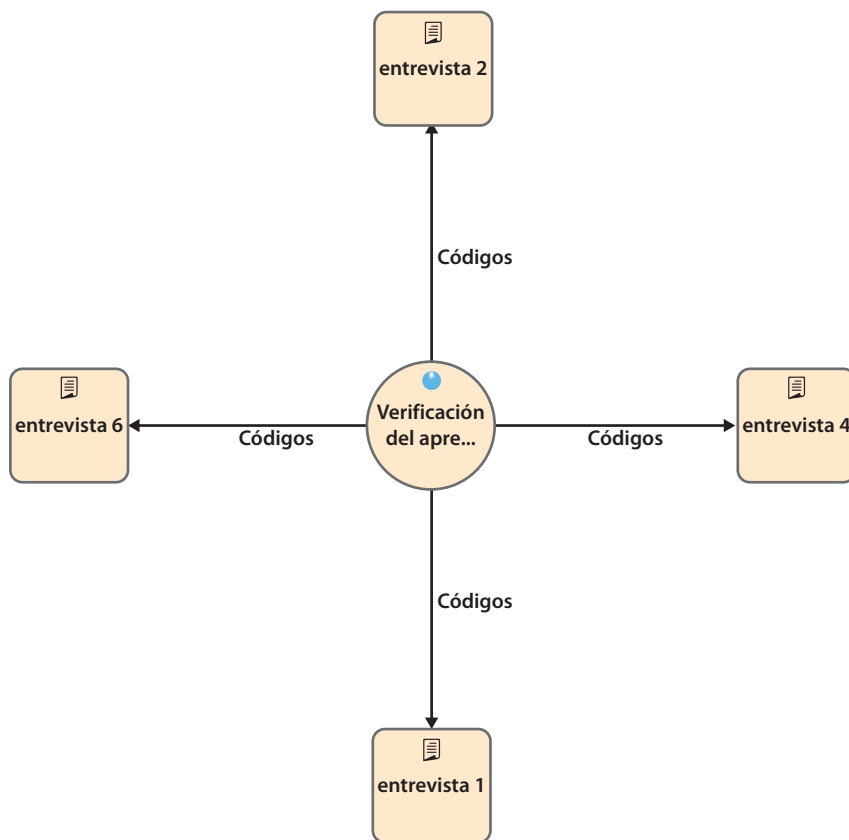 entrevista 2
Códigos
entrevista 6
Códigos
Verificación
del apre...
Códigos
entrevista 4
Códigos
entrevista 1